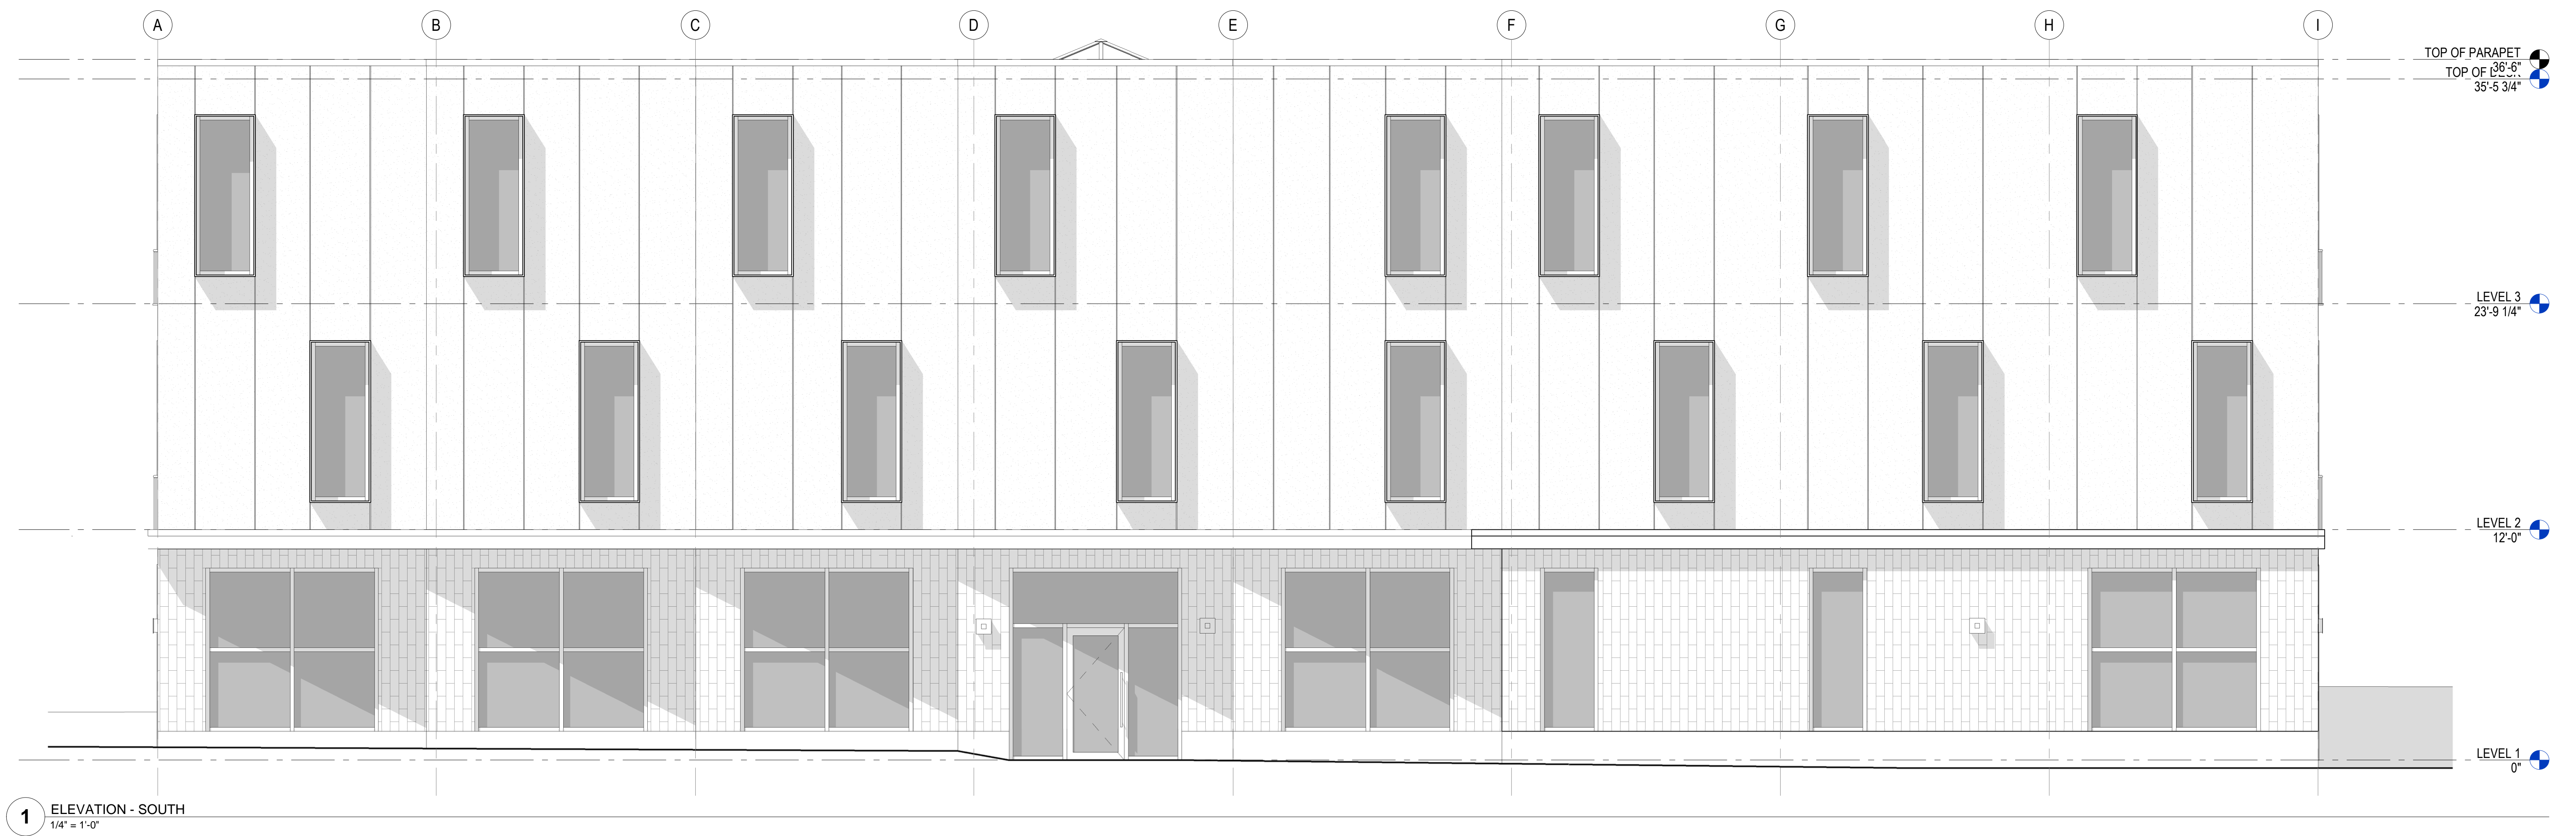 A B C D E F G H I
TOP OF PARAPET
36'-6"
TOP OF DECK
35'-5 3/4"
LEVEL 3
23'-9 1/4"
LEVEL 2
12'-0"
LEVEL 1
0"
1 ELEVATION - SOUTH
1/4" = 1'-0"